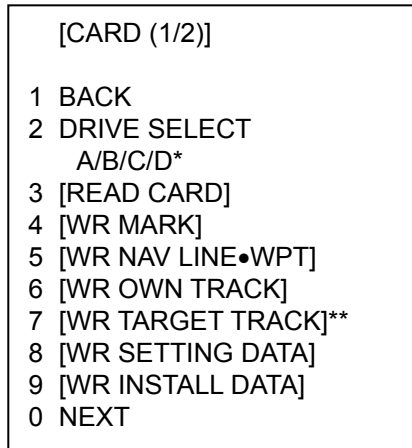 [CARD (1/2)]
1 BACK
2 DRIVE SELECT
A/B/C/D*
3 [READ CARD]
4 [WR MARK]
5 [WR NAV LINE•WPT]
6 [WR OWN TRACK]
7 [WR TARGET TRACK]**
8 [WR SETTING DATA]
9 [WR INSTALL DATA]
0 NEXT